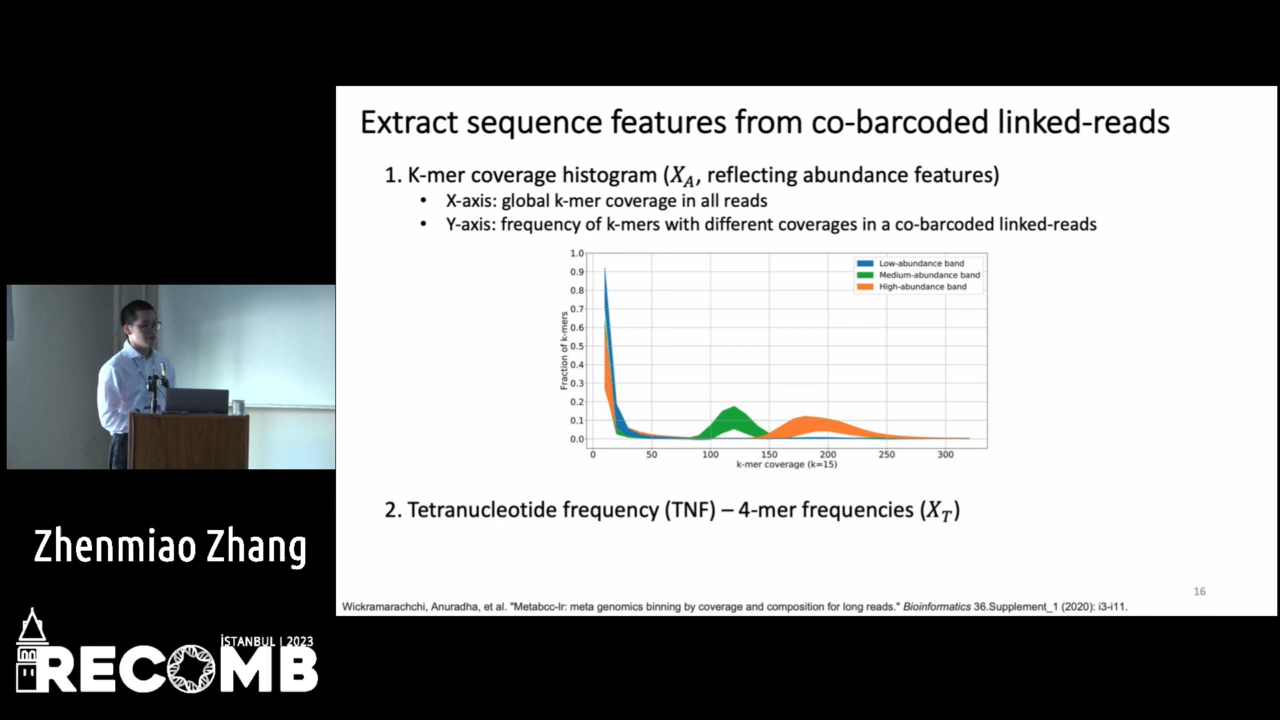 Extract sequence features from co-barcoded linked-reads
1. K-mer coverage histogram (X_A, reflecting abundance features)
• X-axis: global k-mer coverage in all reads
• Y-axis: frequency of k-mers with different coverages in a co-barcoded linked-reads
1.0
0.9
0.8
0.7
0.6
0.5
0.4
0.3
0.2
0.1
0.0
Fraction of k-mers
Low-abundance band
Medium-abundance band
High-abundance band
0 50 100 150 200 250 300
k-mer coverage (k=15)
2. Tetranucleotide frequency (TNF) – 4-mer frequencies (X_T)
16
Wickramarachchi, Anuradha, et al. "Metabcc-lr: meta genomics binning by coverage and composition for long reads." Bioinformatics 36.Supplement_1 (2020): i3-i11.
Zhenmiao Zhang
İSTANBUL | 2023
RECOMB